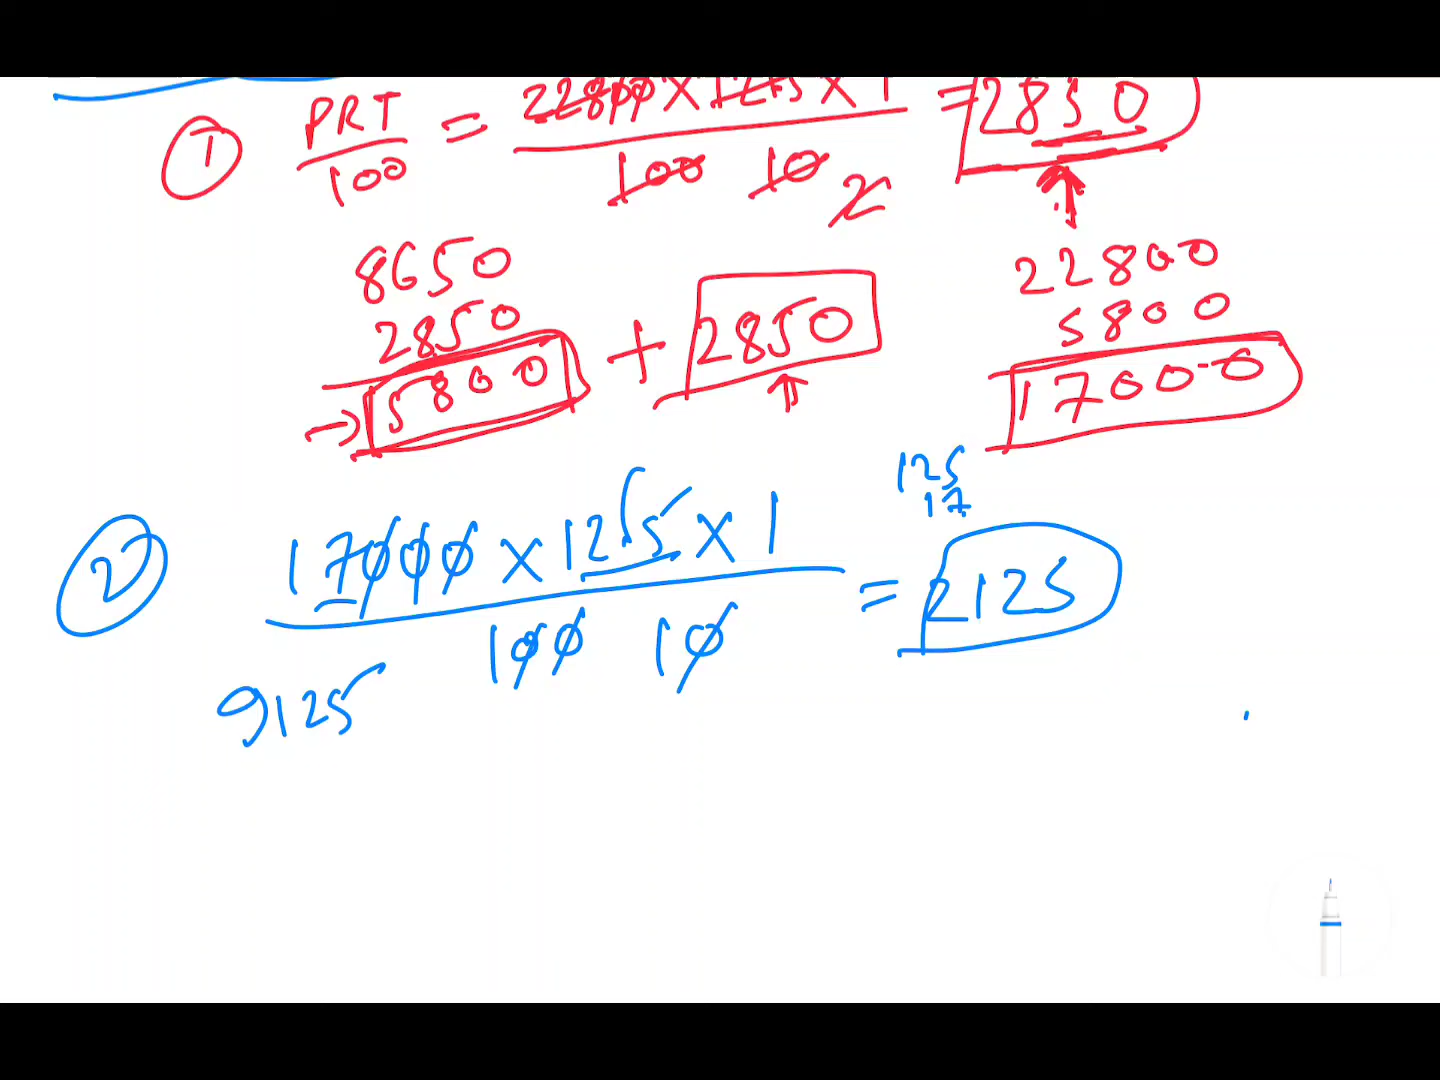 ① PRT/100 = 22800 x 12.5 x 1 / 100 10 2 = 2850
8650
2850
5800 + 2850
22800
5800
17000
125
17
② 17000 x 12.5 x 1 / 100 10 = 2125
9125